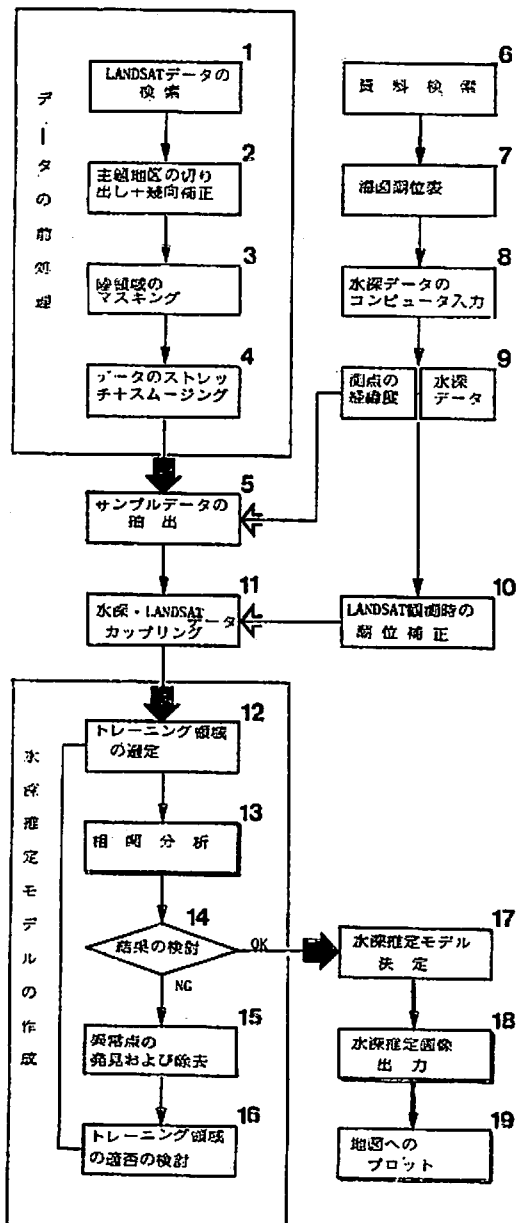 データの前処理
1
LANDSATデータの
検索
2
主題地区の切り
出し+幾何補正
3
陸領域の
マスキング
4
データのストレッ
チ+スムージング
5
サンプルデータの
抽出
6
資料検索
7
海図潮位表
8
水深データの
コンピュータ入力
9
測点の
経緯度
水深
データ
10
LANDSAT観測時の
潮位補正
11
水深・LANDSAT
カップリングデータ
水深推定モデルの作成
12
トレーニング領域
の選定
13
相関分析
14
結果の検討
OK
NG
15
異常点の
発見および除去
16
トレーニング領域
の適否の検討
17
水深推定モデル
決定
18
水深推定画像
出力
19
地図への
プロット